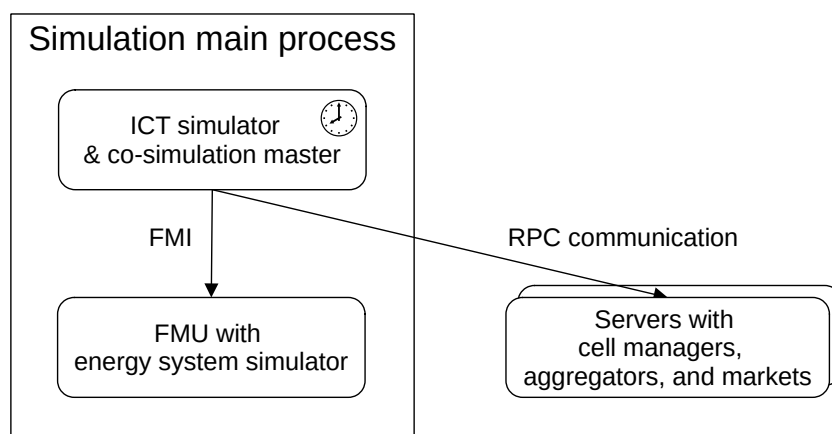 Simulation main process
ICT simulator
& co-simulation master
FMI
RPC communication
FMU with
energy system simulator
Servers with
cell managers,
aggregators, and markets